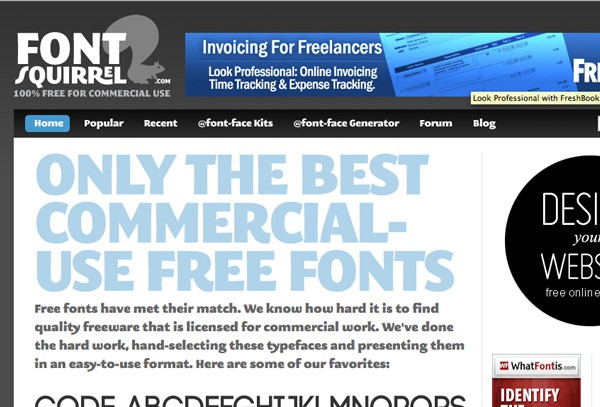 FONT
SQUIRREL.COM
100% FREE FOR COMMERCIAL USE
Invoicing For Freelancers
Look Professional: Online Invoicing
Time Tracking & Expense Tracking.
Look Professional with FreshBook
Home Popular Recent @font-face Kits @font-face Generator Forum Blog
ONLY THE BEST
COMMERCIAL-
USE FREE FONTS
Free fonts have met their match. We know how hard it is to find
quality freeware that is licensed for commercial work. We've done
the hard work, hand-selecting these typefaces and presenting them
in an easy-to-use format. Here are some of our favorites:
CODE ABCDEFGHIJKLMNOPQRS
DESI
your
WEBS
free online
WF WhatFontis.com
IDENTIFY
THE